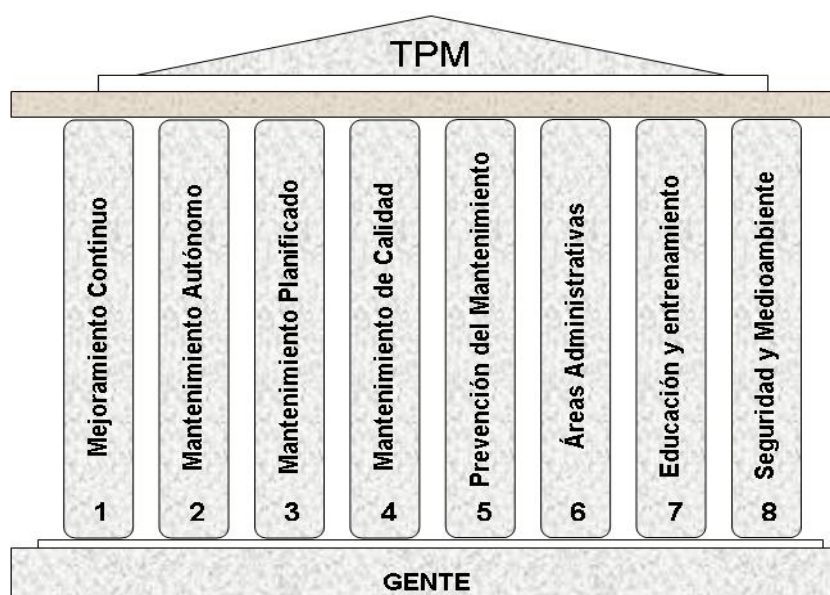 TPM
Mejoramiento Continuo
1
Mantenimiento Autónomo
2
Mantenimiento Planificado
3
Mantenimiento de Calidad
4
Prevención del Mantenimiento
5
Áreas Administrativas
6
Educación y entrenamiento
7
Seguridad y Medioambiente
8
GENTE